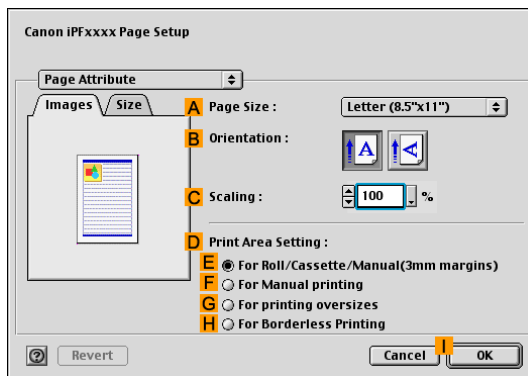 Canon iPFxxxx Page Setup
Page Attribute
Images Size
A Page Size : Letter (8.5"x11")
B Orientation : A A
C Scaling : 100 %
D Print Area Setting :
E For Roll/Cassette/Manual(3mm margins)
F For Manual printing
G For printing oversizes
H For Borderless Printing
I
? Revert Cancel OK